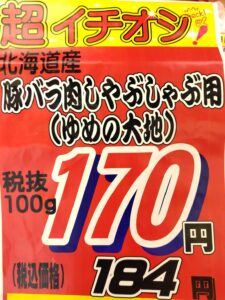 超イチオシ!
北海道産
豚バラ肉しゃぶしゃぶ用
(ゆめの大地)
税抜
100g
170円
(税込価格)
184円